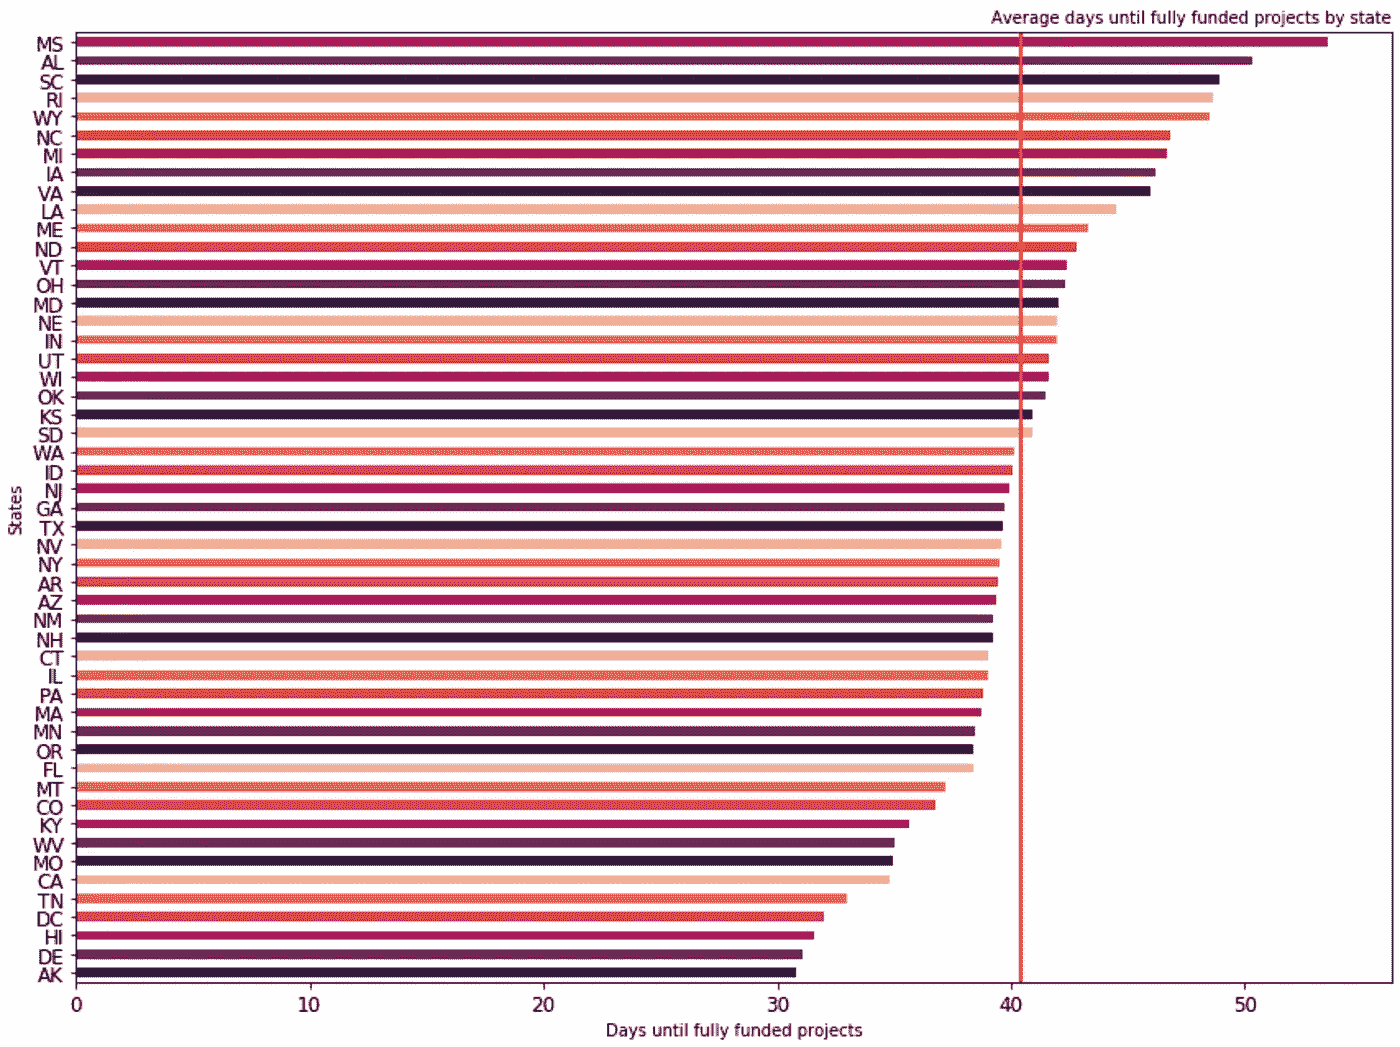 Average days until fully funded projects by state
MS
AL
SC
RI
WY
NC
MI
IA
VA
LA
ME
ND
VT
OH
MD
NE
IN
UT
WI
OK
KS
SD
WA
ID
NJ
GA
TX
NV
NY
AR
AZ
NM
NH
CT
IL
PA
MA
MN
OR
FL
MT
CO
KY
WV
MO
CA
TN
DC
HI
DE
AK
States
0 10 20 30 40 50
Days until fully funded projects